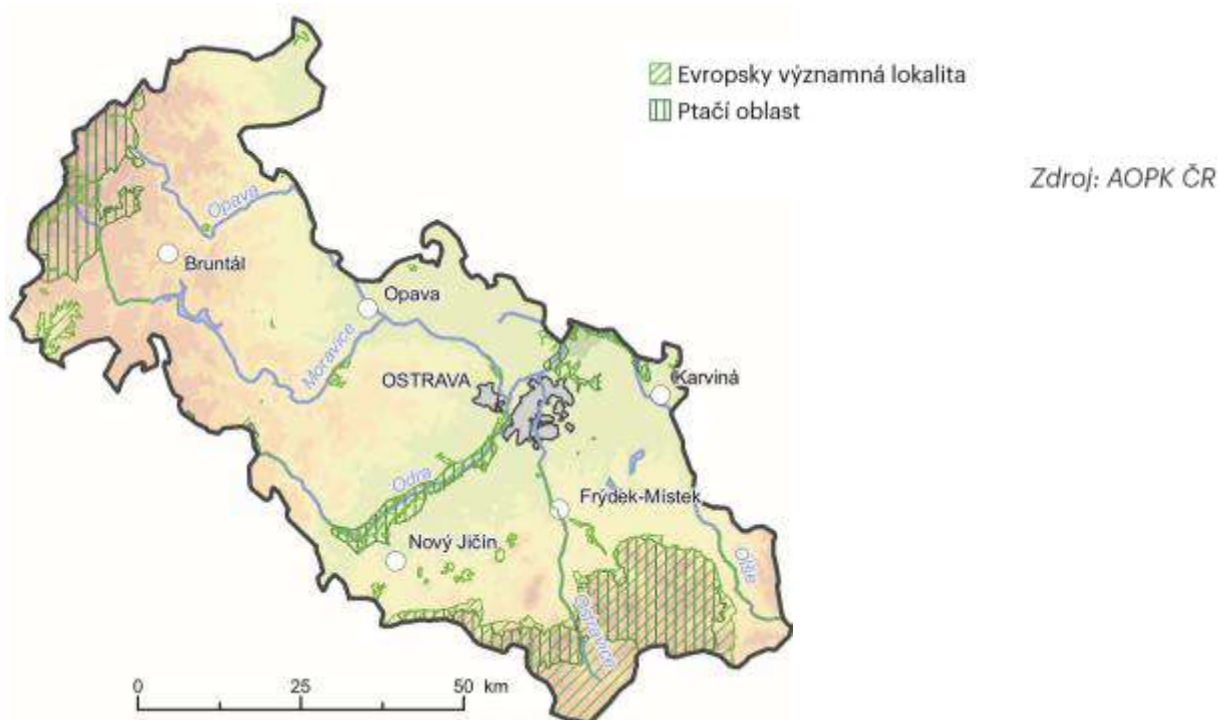 Evropsky významná lokalita
Ptačí oblast
Zdroj: AOPK ČR
Opava
Bruntál
Opava
Moravice
OSTRAVA
Karviná
Odra
Frýdek-Místek
Nový Jičín
Olše
Ostravice
0 25 50 km